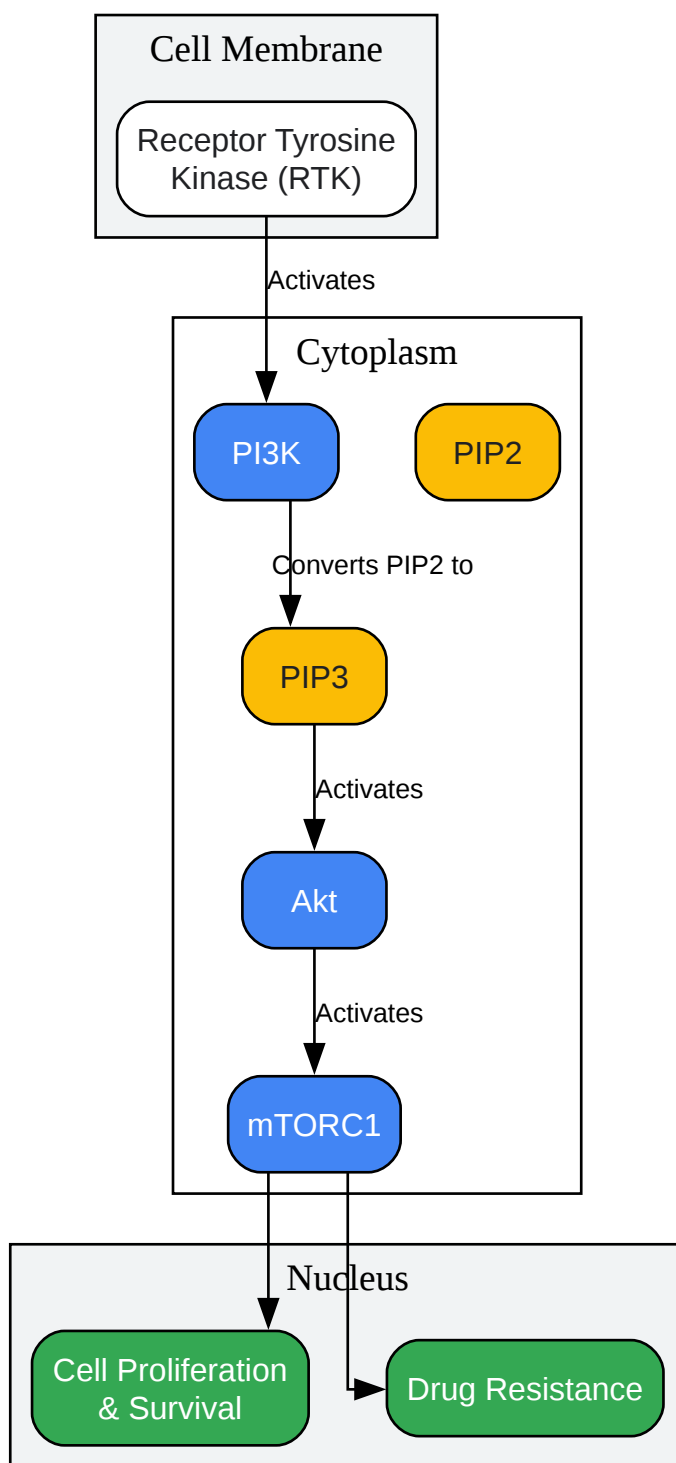 Cell Membrane
Receptor Tyrosine
Kinase (RTK)
Activates
Cytoplasm
PI3K
PIP2
Converts PIP2 to
PIP3
Activates
Akt
Activates
mTORC1
Nucleus
Cell Proliferation
& Survival
Drug Resistance